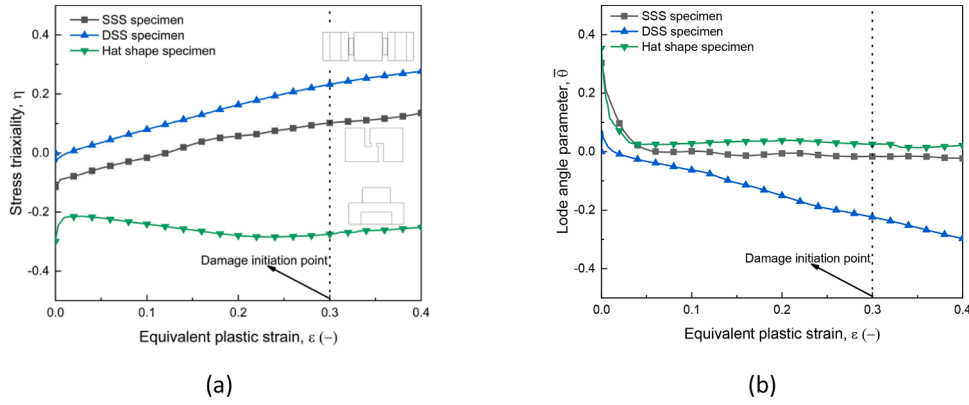 SSS specimen
DSS specimen
Hat shape specimen
0.4
0.2
0.0
-0.2
-0.4
Stress triaxiality, η
Damage initiation point
0.0
0.1
0.2
0.3
0.4
Equivalent plastic strain, ε (−)
(a)
SSS specimen
DSS specimen
Hat shape specimen
0.4
0.2
0.0
-0.2
-0.4
Lode angle parameter, θ̅
Damage initiation point
0.0
0.1
0.2
0.3
0.4
Equivalent plastic strain, ε (−)
(b)